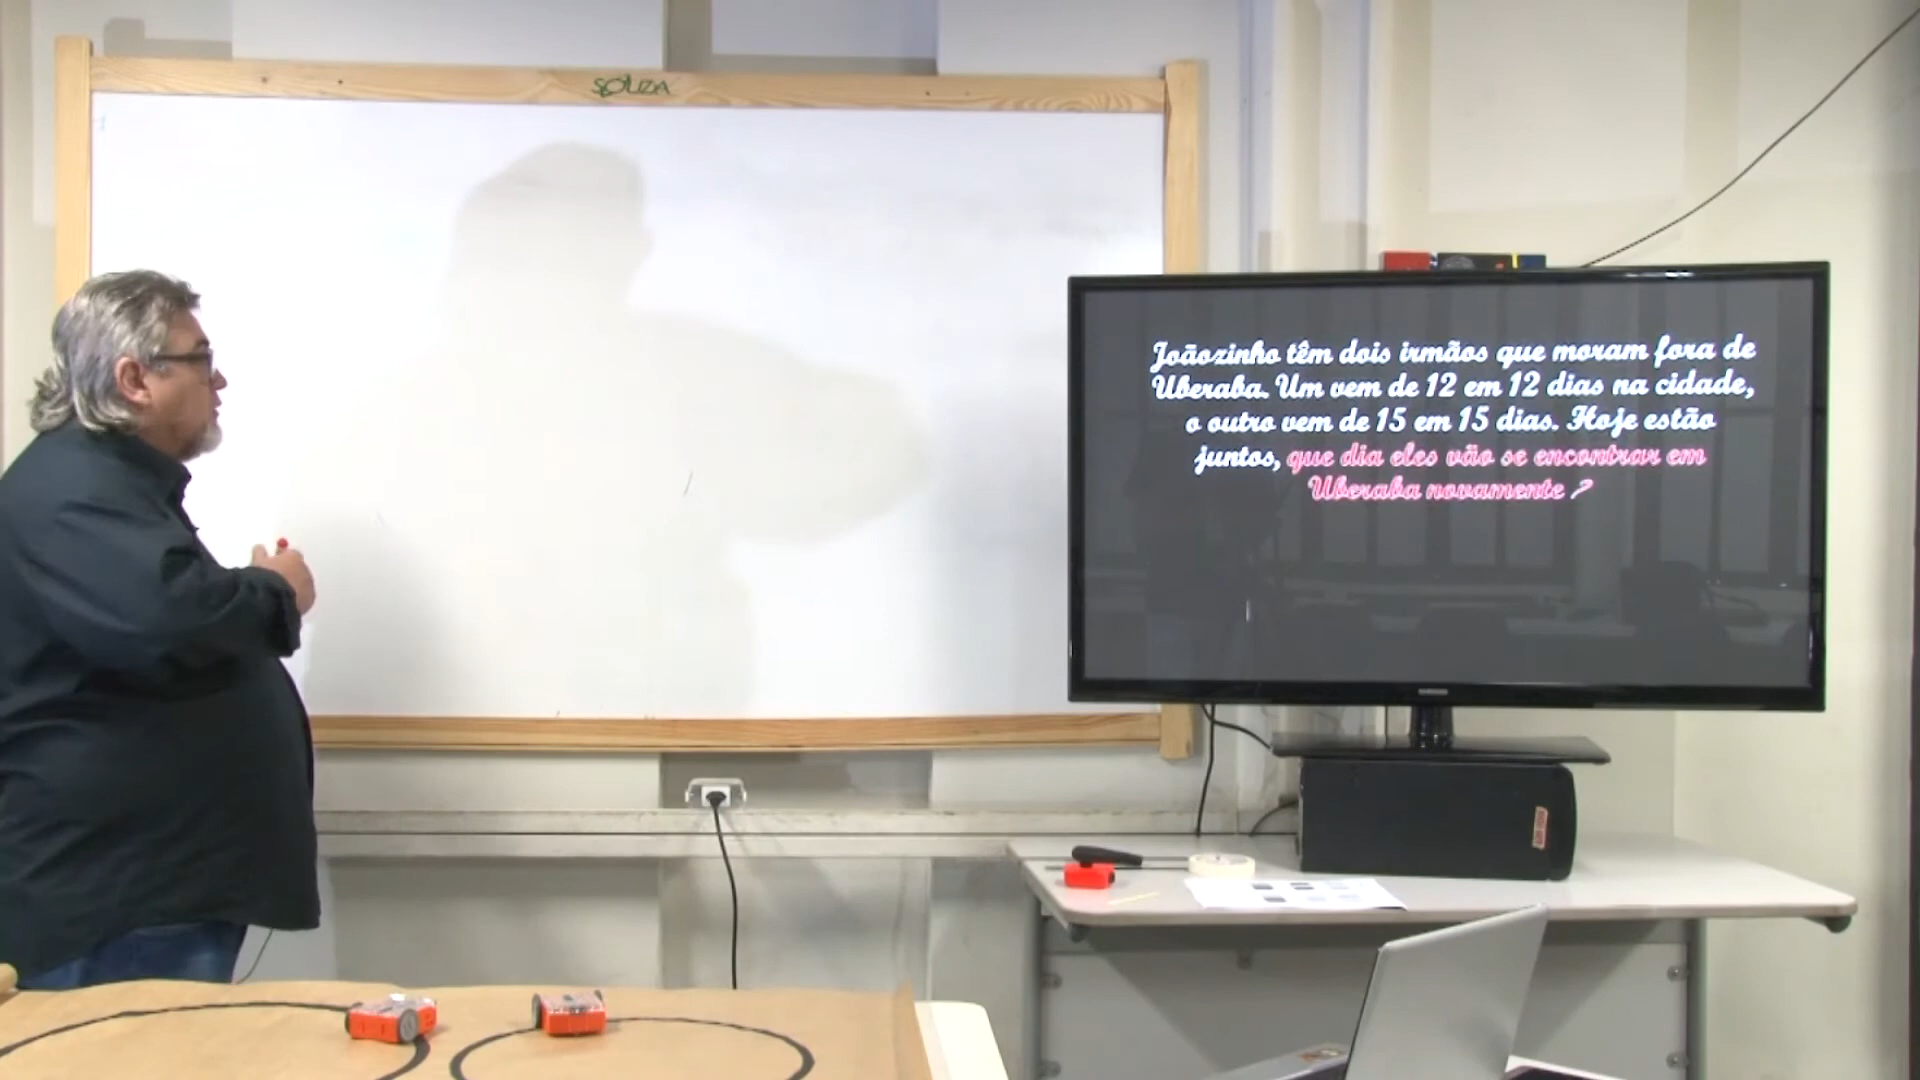 SOUZA
Joãozinho têm dois irmãos que moram fora de
Uberaba. Um vem de 12 em 12 dias na cidade,
o outro vem de 15 em 15 dias. Hoje estão
juntos, que dia eles vão se encontrar em
Uberaba novamente ?
SAMSUNG